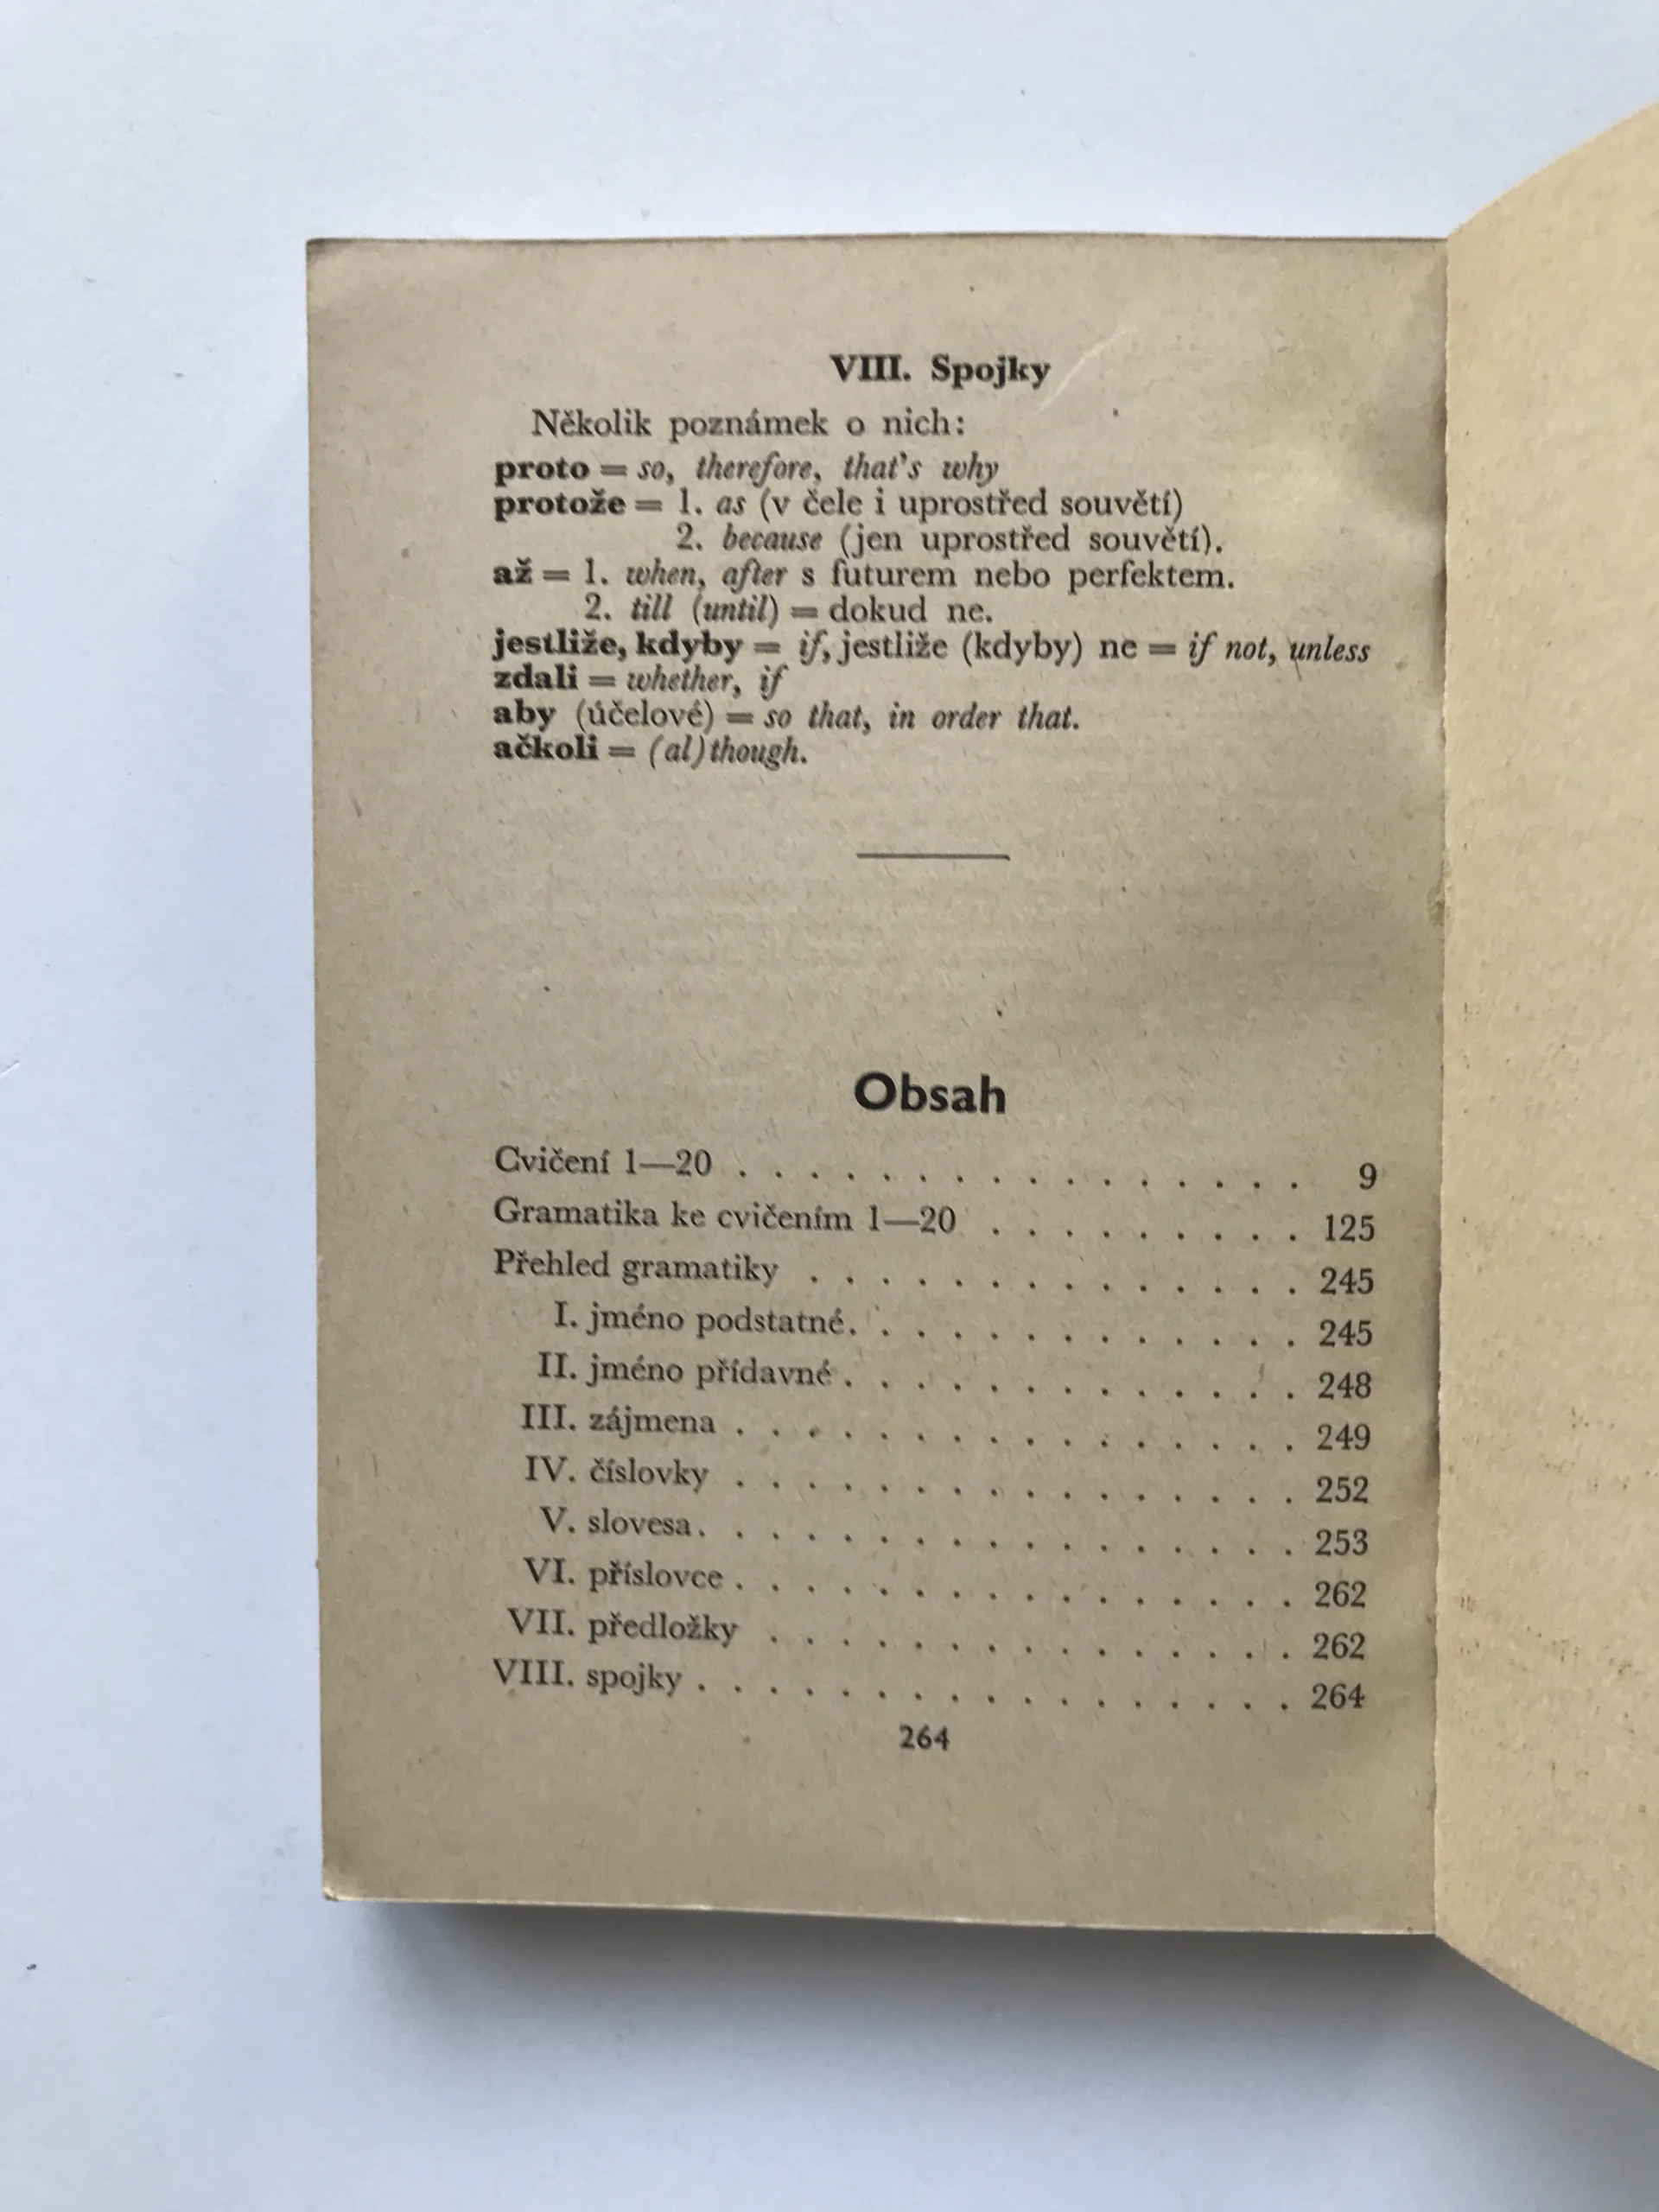 VIII. Spojky
Několik poznámek o nich:
proto = so, therefore, that's why
protože = 1. as (v čele i uprostřed souvětí)
2. because (jen uprostřed souvětí).
až = 1. when, after s futurem nebo perfektem.
2. till (until) = dokud ne.
jestliže, kdyby = if, jestliže (kdyby) ne = if not, unless
zdali = whether, if
aby (účelové) = so that, in order that.
ačkoli = (al)though.
Obsah
Cvičení 1—20 . . . . . . . . . . . . . . . . 9
Gramatika ke cvičením 1—20 . . . . . . . . . 125
Přehled gramatiky . . . . . . . . . . . . . . 245
I. jméno podstatné. . . . . . . . . . . . . 245
II. jméno přídavné . . . . . . . . . . . . . 248
III. zájmena . . . . . . . . . . . . . . . . 249
IV. číslovky . . . . . . . . . . . . . . . . 252
V. slovesa. . . . . . . . . . . . . . . . . 253
VI. příslovce . . . . . . . . . . . . . . . . 262
VII. předložky . . . . . . . . . . . . . . . 262
VIII. spojky . . . . . . . . . . . . . . . . . 264
264